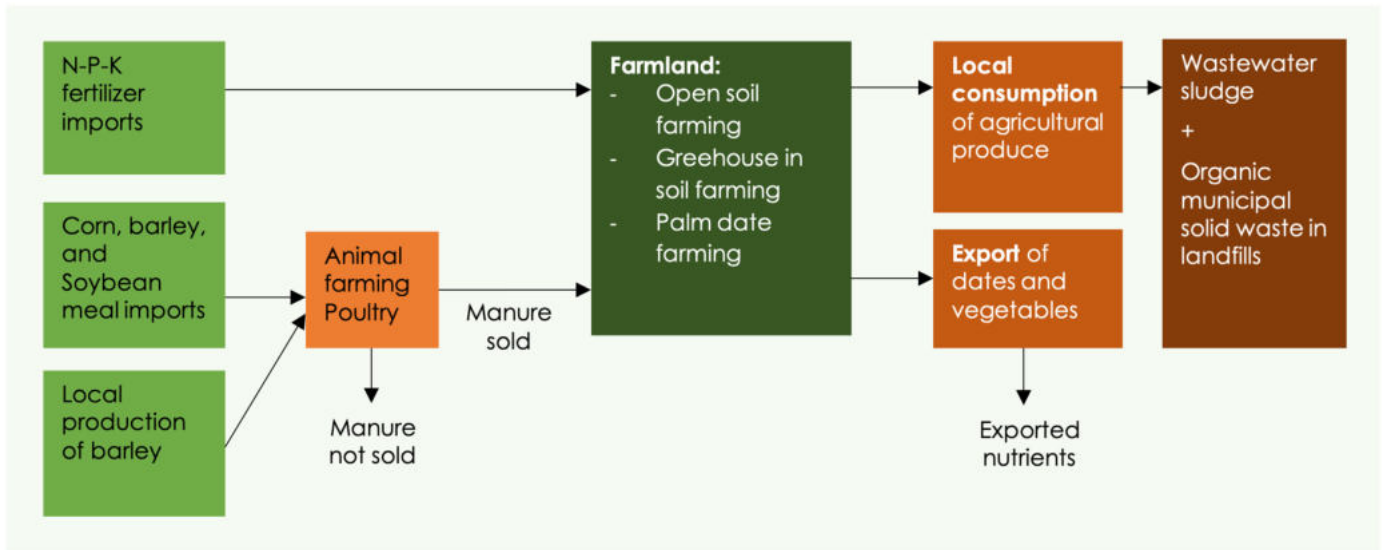 N-P-K
fertilizer
imports
Corn, barley,
and
Soybean
meal imports
Local
production
of barley
Animal
farming
Poultry
Manure
not sold
Manure
sold
Farmland:
- Open soil
farming
- Greehouse in
soil farming
- Palm date
farming
Local
consumption
of agricultural
produce
Export of
dates and
vegetables
Exported
nutrients
Wastewater
sludge
+
Organic
municipal
solid waste in
landfills